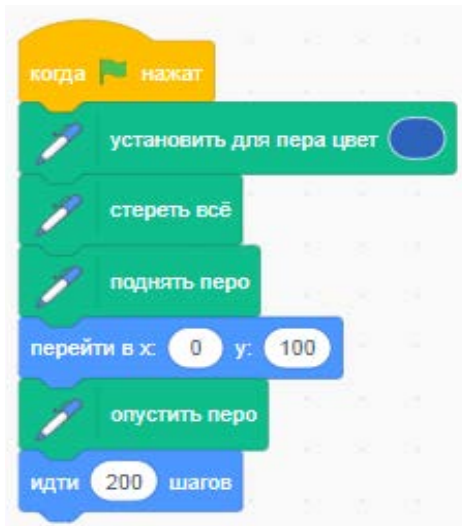 когда нажат
установить для пера цвет
стереть всё
поднять перо
перейти в x: 0 y: 100
опустить перо
идти 200 шагов